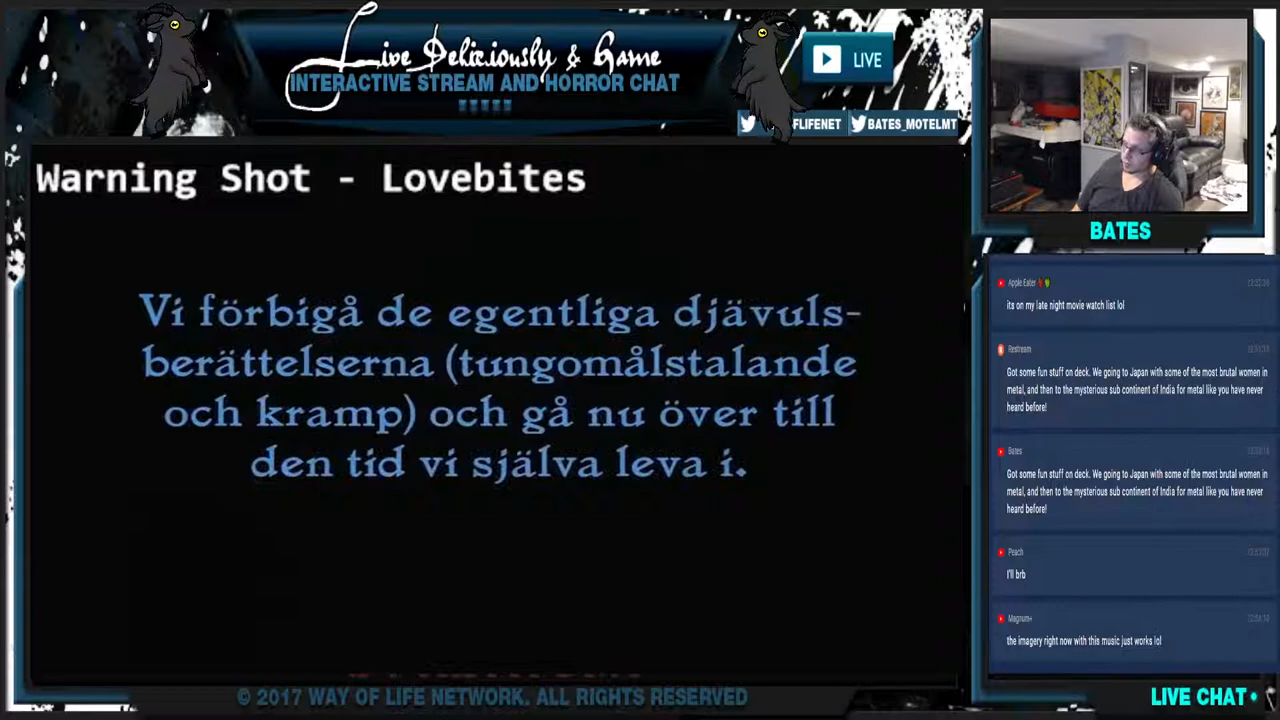 Live Deliciously & Game
INTERACTIVE STREAM AND HORROR CHAT
LIVE
FLIFENET
BATES_MOTELMT
Warning Shot - Lovebites
Vi förbigå de egentliga djävuls-
berättelserna (tungomålstalande
och kramp) och gå nu över till
den tid vi själva leva i.
© 2017 WAY OF LIFE NETWORK. ALL RIGHTS RESERVED
BATES
Apple Eater
its on my late night movie watch list lol
Restream
Got some fun stuff on deck. We going to Japan with some of the most brutal women in
metal, and then to the mysterious sub continent of India for metal like you have never
heard before!
Bates
Got some fun stuff on deck. We going to Japan with some of the most brutal women in
metal, and then to the mysterious sub continent of India for metal like you have never
heard before!
Peach
I'll brb
Magnum+
the imagery right now with this music just works lol
LIVE CHAT